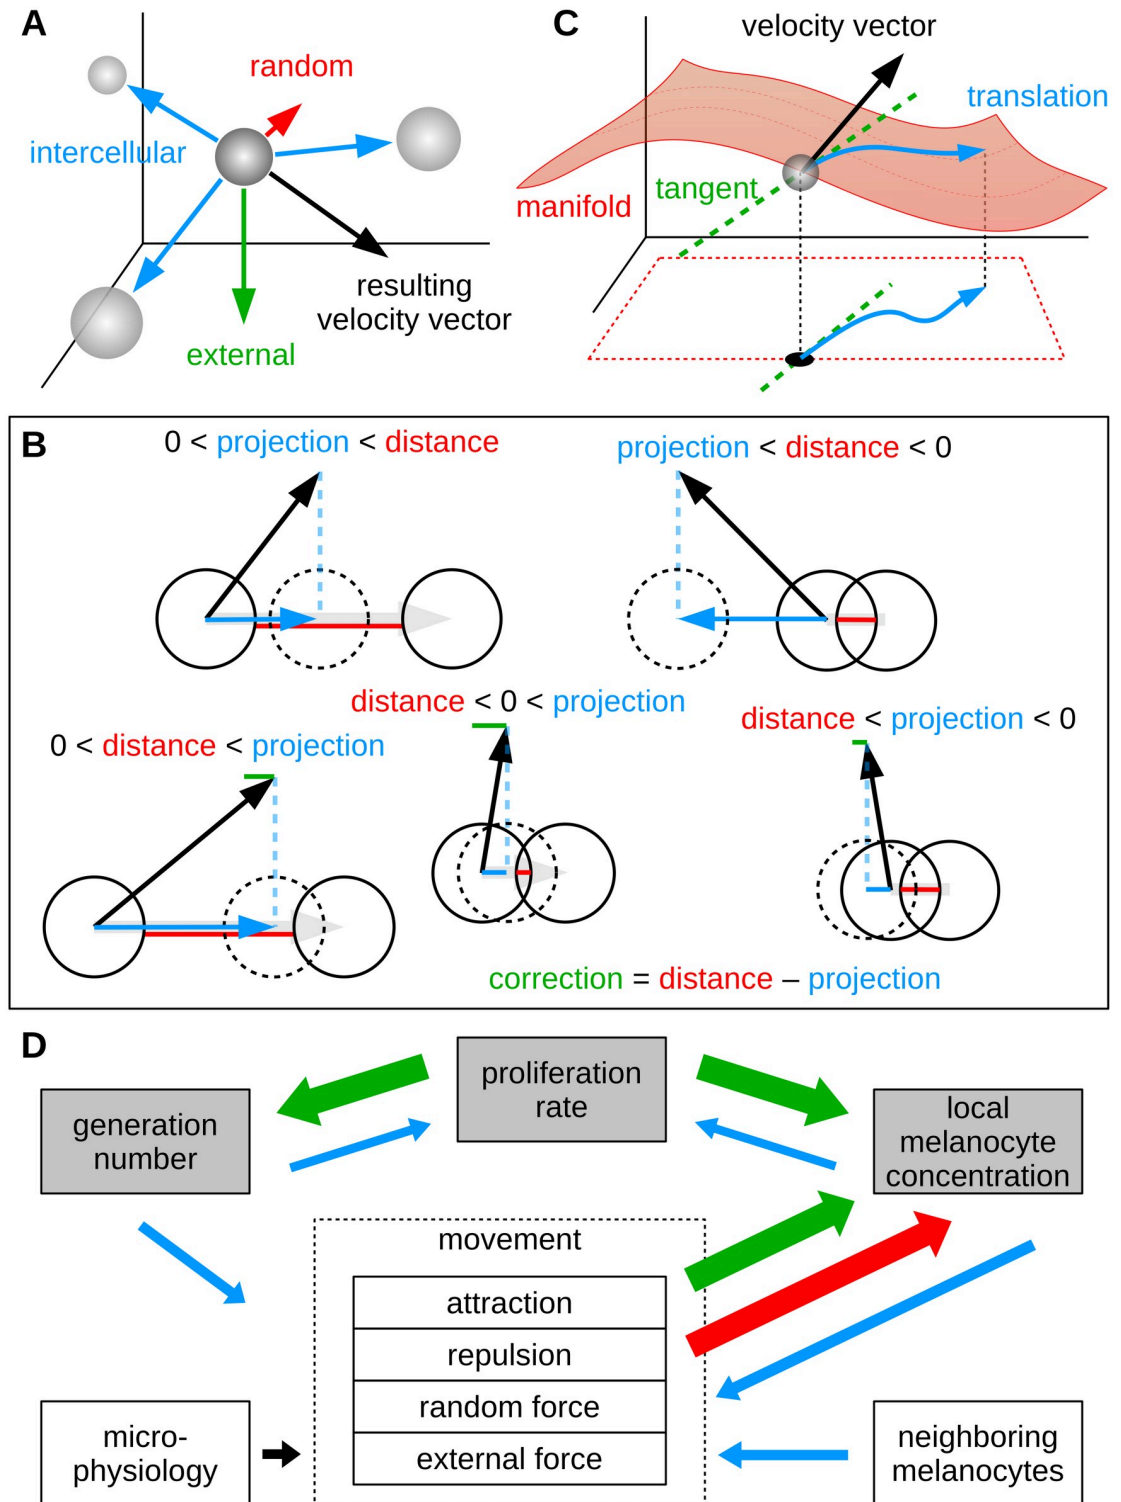 A
random
intercellular
resulting
velocity vector
external
C
velocity vector
translation
tangent
manifold
B
0 < projection < distance
projection < distance < 0
distance < 0 < projection
distance < projection < 0
0 < distance < projection
correction = distance – projection
D
proliferation
rate
generation
number
local
melanocyte
concentration
movement
attraction
repulsion
random force
external force
micro-
physiology
neighboring
melanocytes